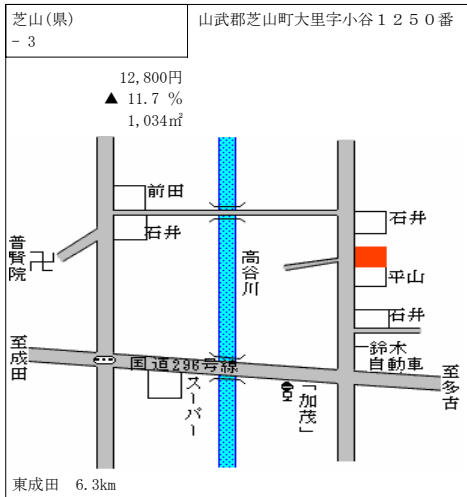 芝山(県)
- 3
山武郡芝山町大里字小谷1250番
12,800円
▲ 11.7 %
1,034㎡
前田
石井
普賢院
高谷川
石井
平山
石井
鈴木
自動車
至成田
国道296号線
スーパー
「加茂」
至多古
東成田 6.3km